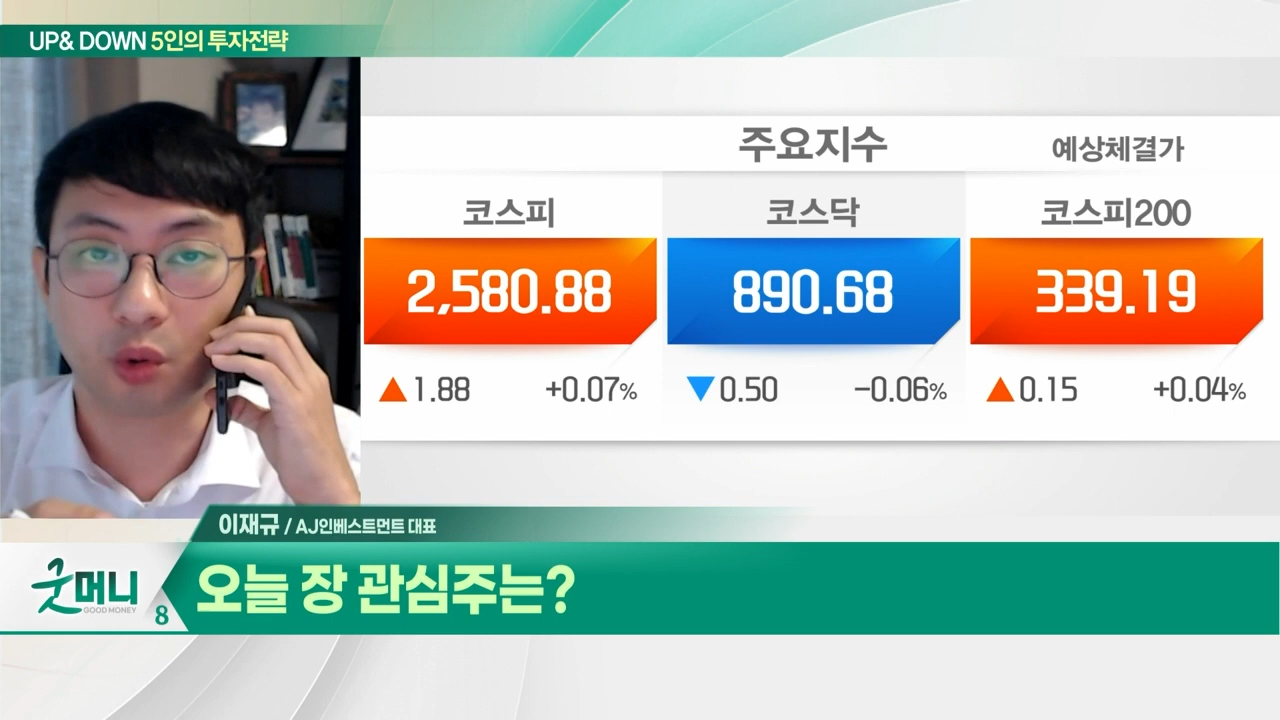 UP& DOWN 5인의 투자전략
주요지수
예상체결가
코스피
코스닥
코스피200
2,580.88
890.68
339.19
▲1.88 +0.07%
▼0.50 -0.06%
▲0.15 +0.04%
이재규 / AJ인베스트먼트 대표
굿머니
GOOD MONEY
8
오늘 장 관심주는?